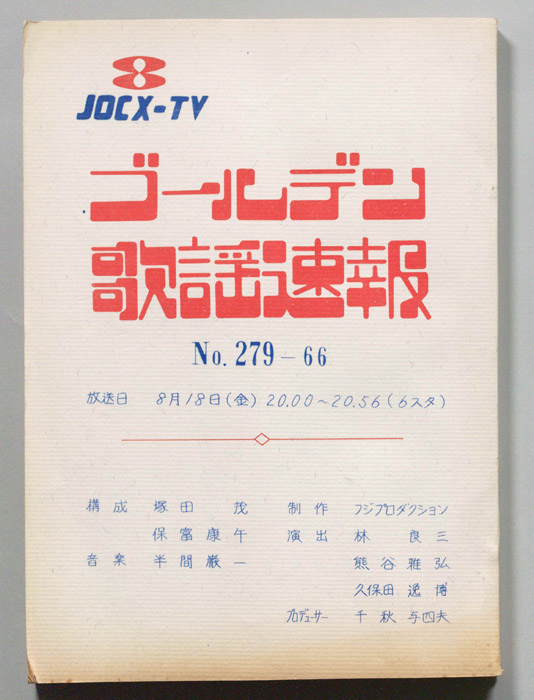 8
JOCX-TV
ゴールデン
歌謡速報
No. 279-66
放送日 8月18日(金) 20.00~20.56(6スタ)
構成 塚田 茂 制作 フジプロダクション
保富康午 演出 林 良三
音楽 半間巌一 熊谷雅弘
久保田逸博
プロデューサー 千秋与四夫